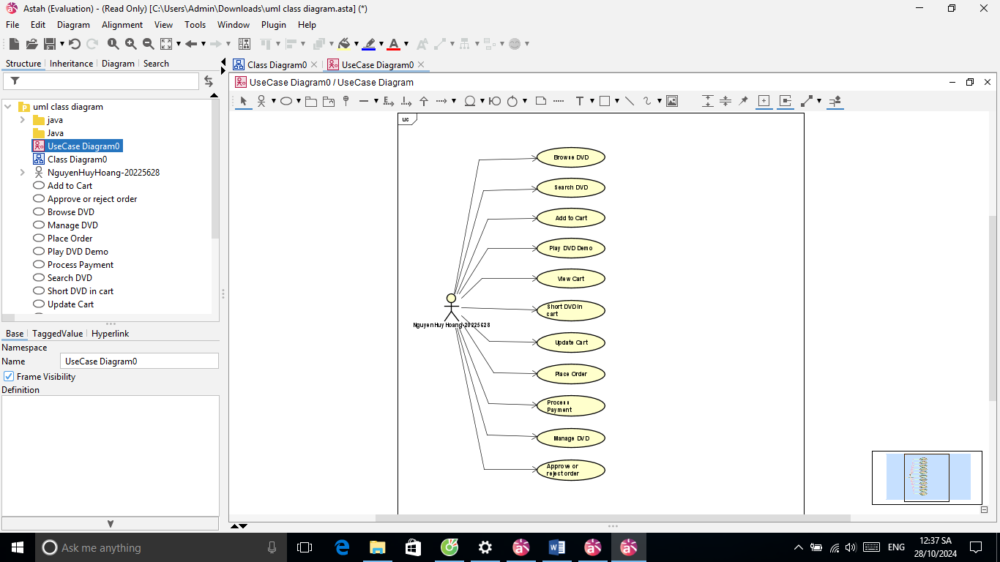 Astah (Evaluation) - (Read Only) [C:\Users\Admin\Downloads\uml class diagram.asta] (*)
File Edit Diagram Alignment View Tools Window Plugin Help
Structure Inheritance Diagram Search
Class Diagram0
UseCase Diagram0
UseCase Diagram0 / UseCase Diagram
uml class diagram
java
Java
UseCase Diagram0
Class Diagram0
NguyenHuyHoang-20225628
Add to Cart
Approve or reject order
Browse DVD
Manage DVD
Place Order
Play DVD Demo
Process Payment
Search DVD
Short DVD in cart
Update Cart
Base TaggedValue Hyperlink
Namespace
Name UseCase Diagram0
Frame Visibility
Definition
uc
Browse DVD
Search DVD
Add to Cart
Play DVD Demo
View Cart
Short DVD in
cart
NguyenHuyHoang-20225628
Update Cart
Place Order
Process
Payment
Manage DVD
Approve or
reject order
Ask me anything
ENG
12:37 SA
28/10/2024